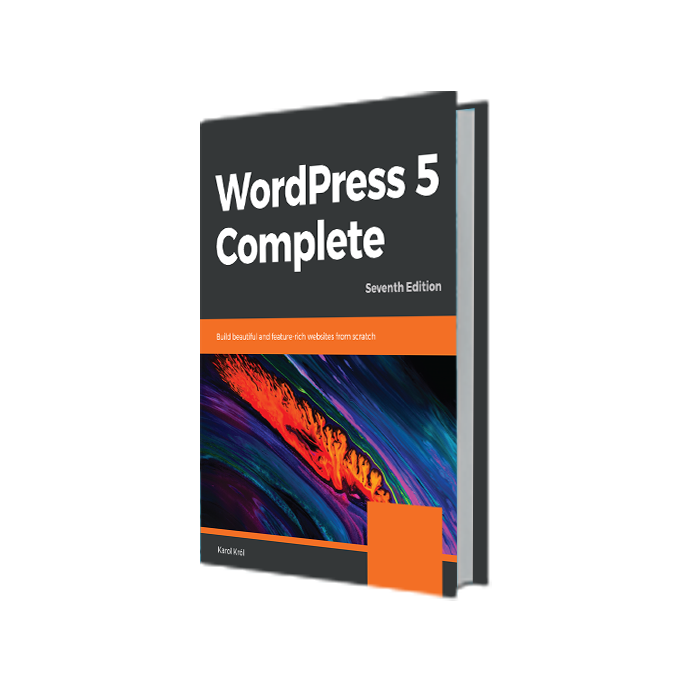 WordPress 5
Complete
Seventh Edition
Build beautiful and feature-rich websites from scratch
Karol Król